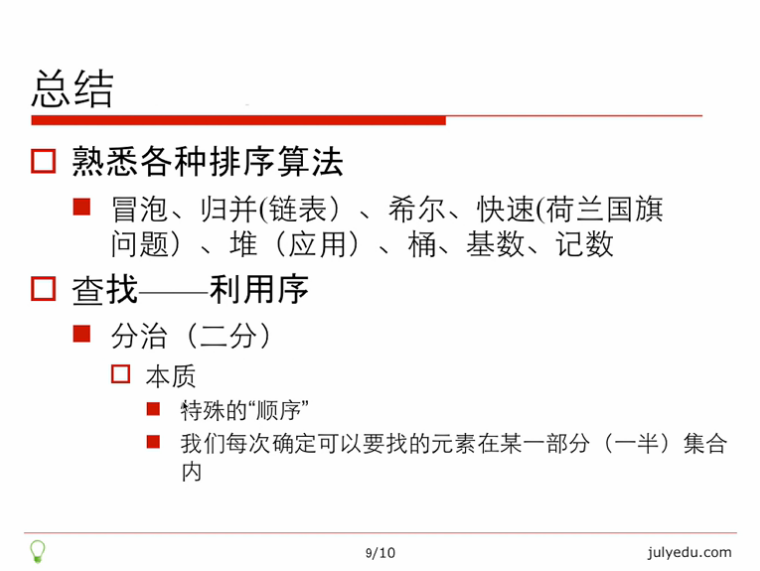 总结
熟悉各种排序算法
冒泡、归并(链表）、希尔、快速(荷兰国旗
问题）、堆（应用）、桶、基数、记数
查找——利用序
分治（二分）
本质
特殊的“顺序”
我们每次确定可以要找的元素在某一部分（一半）集合
内
9/10
julyedu.com